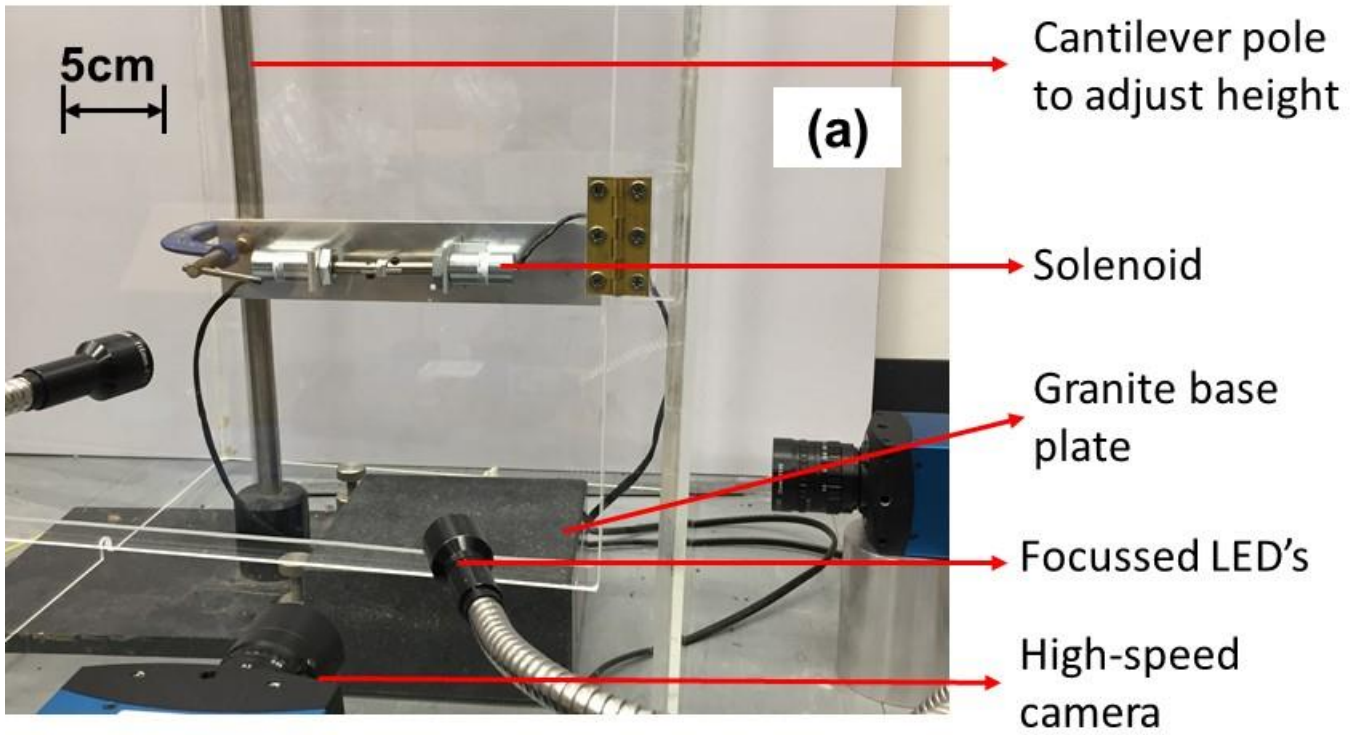 5cm
(a)
Cantilever pole
to adjust height
Solenoid
Granite base
plate
Focussed LED's
High-speed
camera